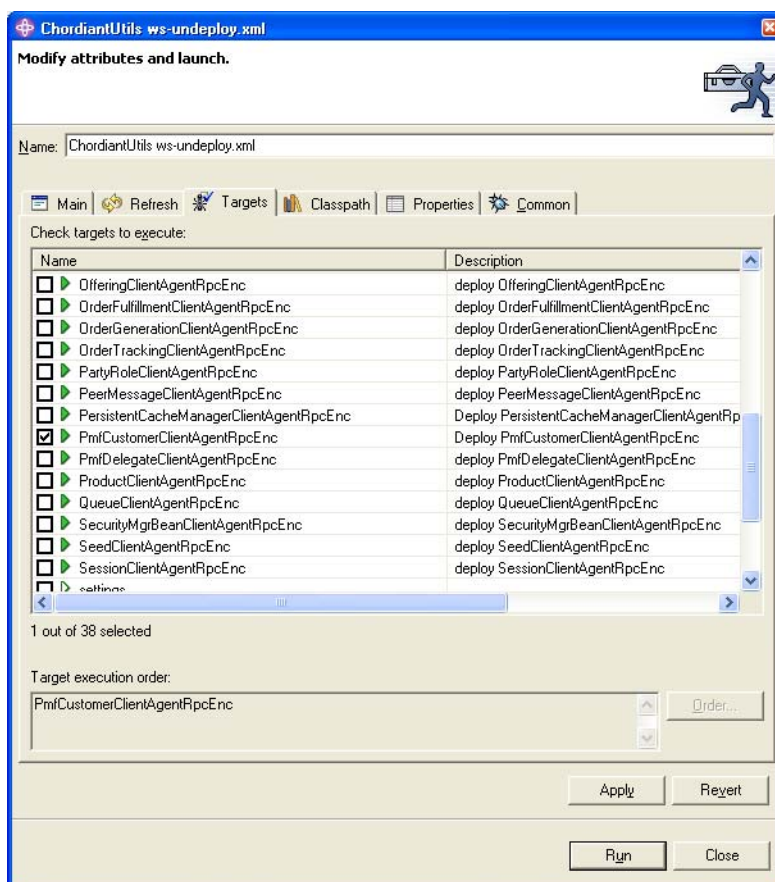 ChordiantUtils ws-undeploy.xml
Modify attributes and launch.
Name: ChordiantUtils ws-undeploy.xml
Main Refresh Targets Classpath Properties Common
Check targets to execute:
Name Description
OfferingClientAgentRpcEnc deploy OfferingClientAgentRpcEnc
OrderFulfillmentClientAgentRpcEnc deploy OrderFulfillmentClientAgentRpcEnc
OrderGenerationClientAgentRpcEnc deploy OrderGenerationClientAgentRpcEnc
OrderTrackingClientAgentRpcEnc deploy OrderTrackingClientAgentRpcEnc
PartyRoleClientAgentRpcEnc deploy PartyRoleClientAgentRpcEnc
PeerMessageClientAgentRpcEnc deploy PeerMessageClientAgentRpcEnc
PersistentCacheManagerClientAgentRpcEnc Deploy PersistentCacheManagerClientAgentRp
PmfCustomerClientAgentRpcEnc Deploy PmfCustomerClientAgentRpcEnc
PmfDelegateClientAgentRpcEnc deploy PmfDelegateClientAgentRpcEnc
ProductClientAgentRpcEnc deploy ProductClientAgentRpcEnc
QueueClientAgentRpcEnc deploy QueueClientAgentRpcEnc
SecurityMgrBeanClientAgentRpcEnc deploy SecurityMgrBeanClientAgentRpcEnc
SeedClientAgentRpcEnc deploy SeedClientAgentRpcEnc
SessionClientAgentRpcEnc deploy SessionClientAgentRpcEnc
settings
1 out of 38 selected
Target execution order:
PmfCustomerClientAgentRpcEnc
Order...
Apply Revert
Run Close